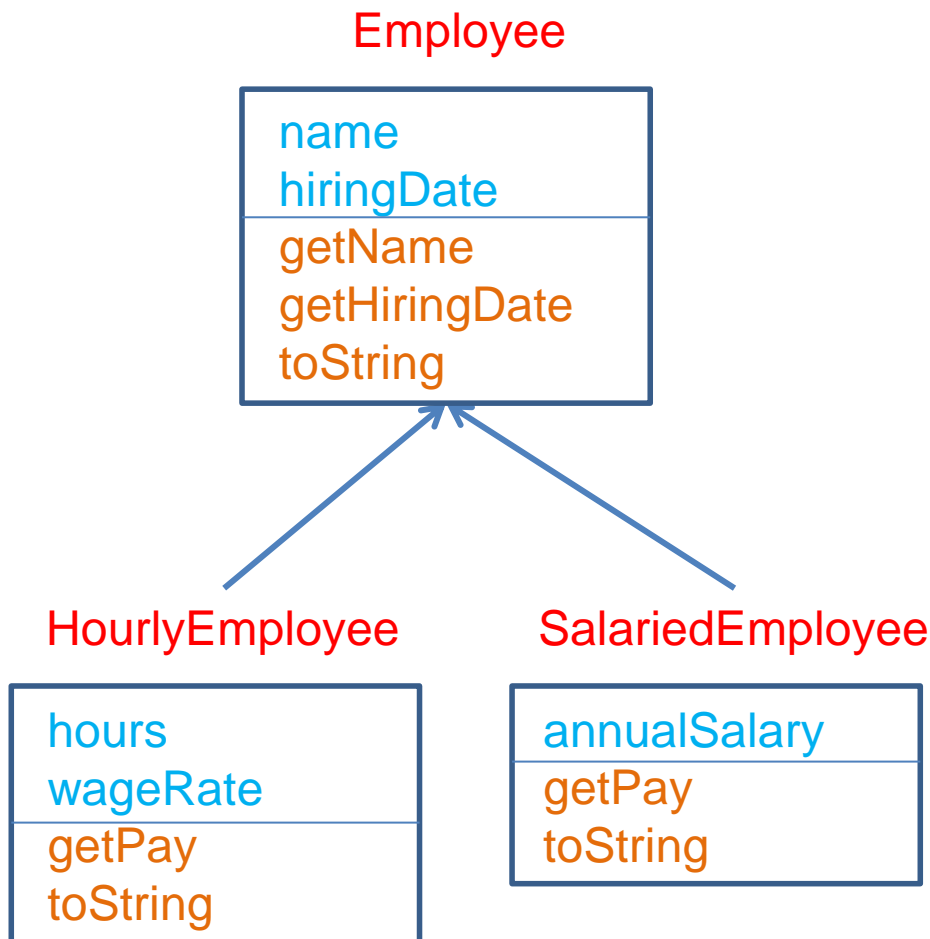 Employee
name
hiringDate
getName
getHiringDate
toString
HourlyEmployee
hours
wageRate
getPay
toString
SalariedEmployee
annualSalary
getPay
toString